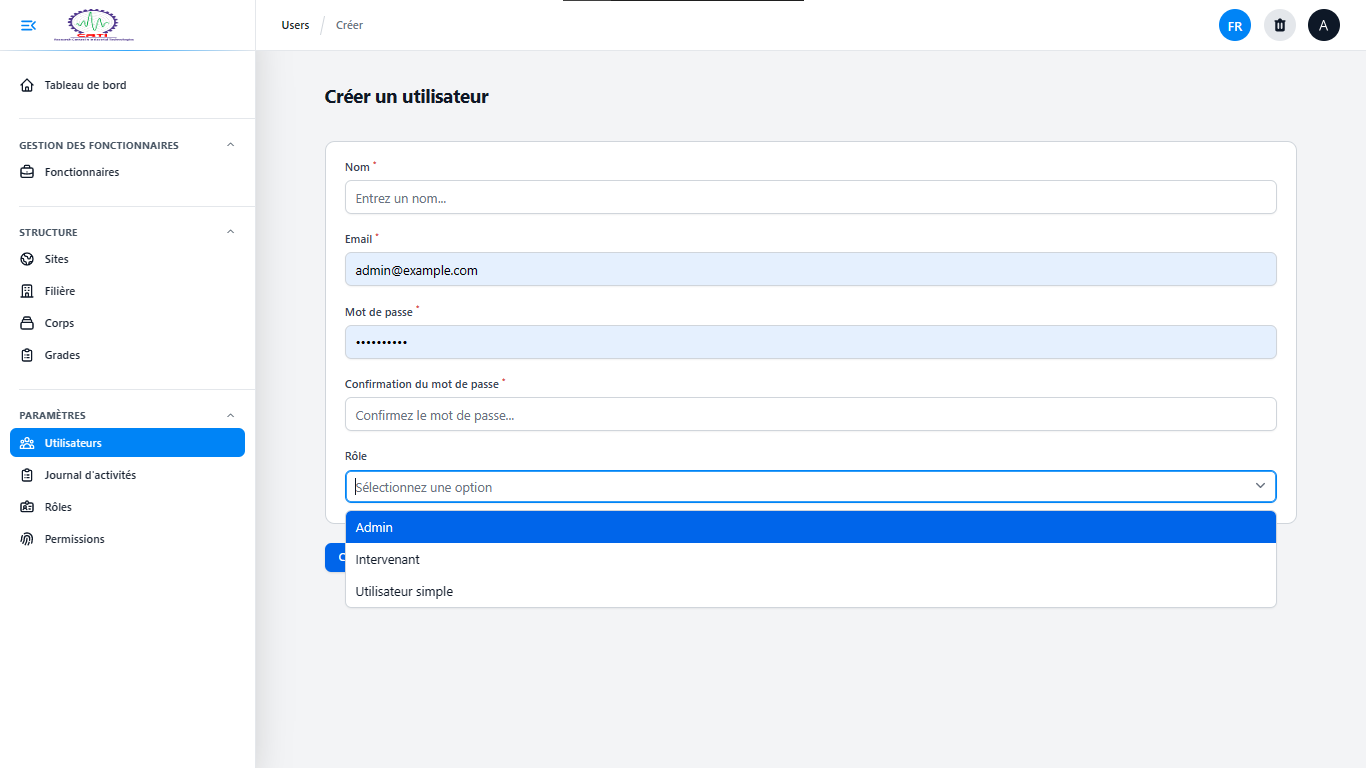 CATI
Users / Créer
FR
A
Tableau de bord
GESTION DES FONCTIONNAIRES
Fonctionnaires
STRUCTURE
Sites
Filière
Corps
Grades
PARAMÈTRES
Utilisateurs
Journal d'activités
Rôles
Permissions
Créer un utilisateur
Nom *
Entrez un nom...
Email *
admin@example.com
Mot de passe *
••••••••••
Confirmation du mot de passe *
Confirmez le mot de passe...
Rôle
Sélectionnez une option
Admin
Intervenant
Utilisateur simple